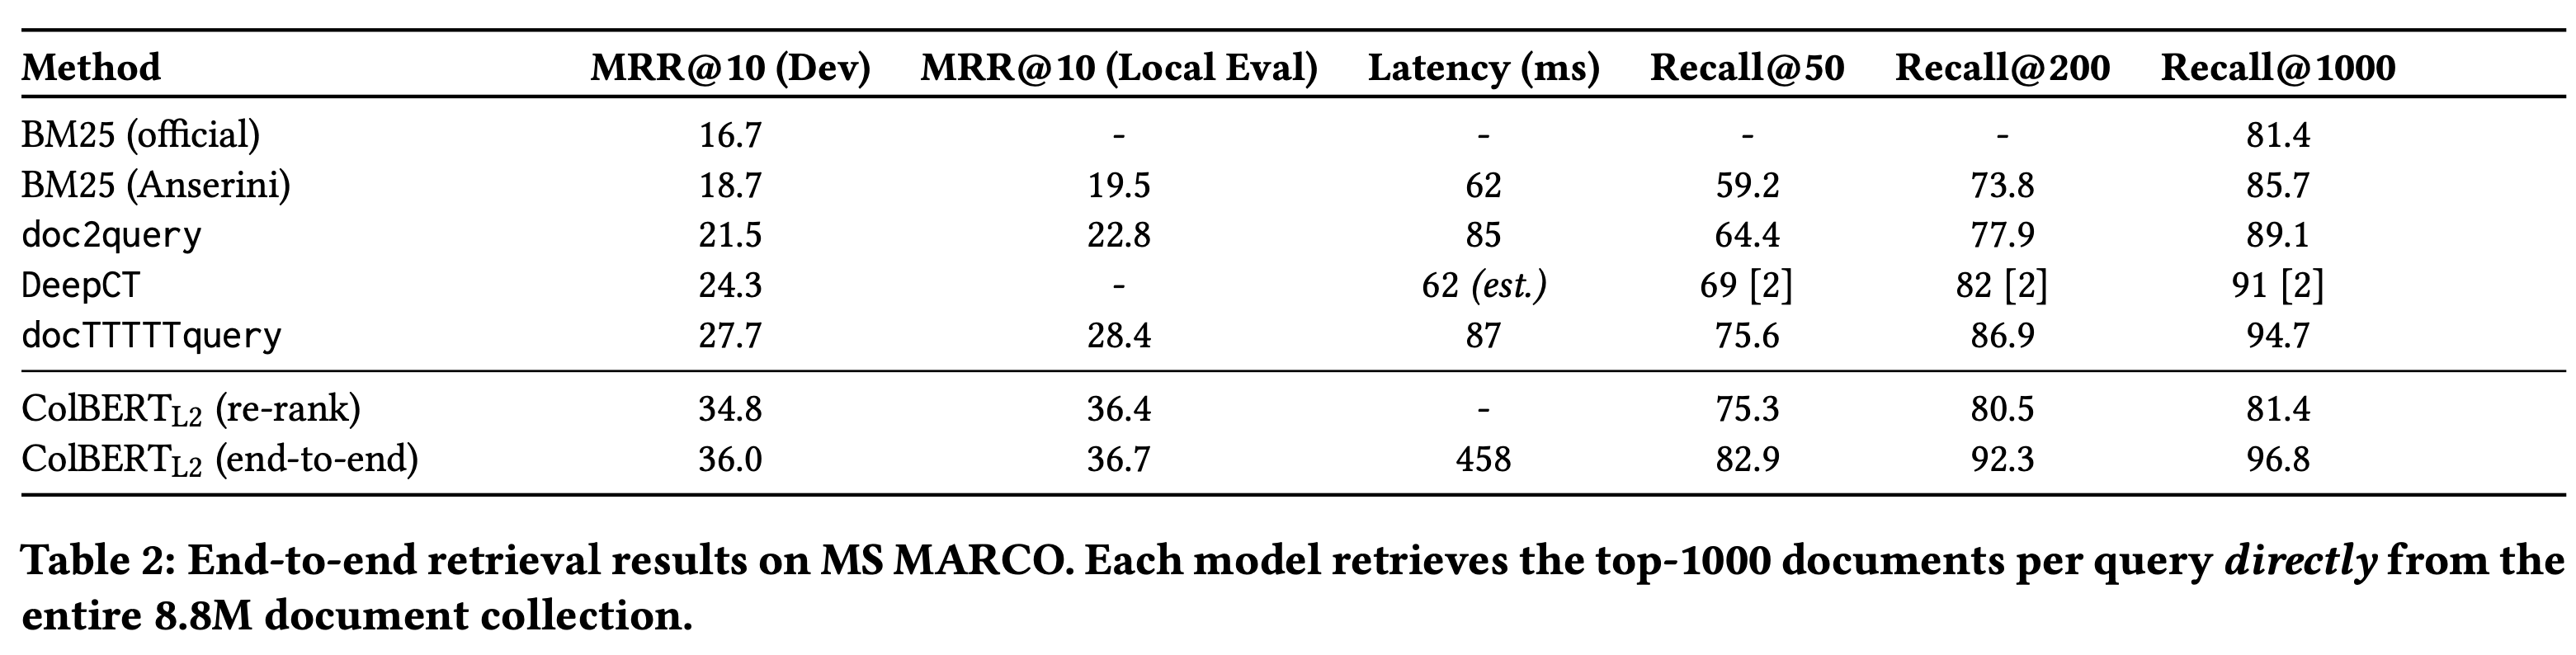 Method MRR@10 (Dev) MRR@10 (Local Eval) Latency (ms) Recall@50 Recall@200 Recall@1000
BM25 (official) 16.7 - - - - 81.4
BM25 (Anserini) 18.7 19.5 62 59.2 73.8 85.7
doc2query 21.5 22.8 85 64.4 77.9 89.1
DeepCT 24.3 - 62 (est.) 69 [2] 82 [2] 91 [2]
docTTTTTquery 27.7 28.4 87 75.6 86.9 94.7
ColBERTL2 (re-rank) 34.8 36.4 - 75.3 80.5 81.4
ColBERTL2 (end-to-end) 36.0 36.7 458 82.9 92.3 96.8
Table 2: End-to-end retrieval results on MS MARCO. Each model retrieves the top-1000 documents per query directly from the
entire 8.8M document collection.